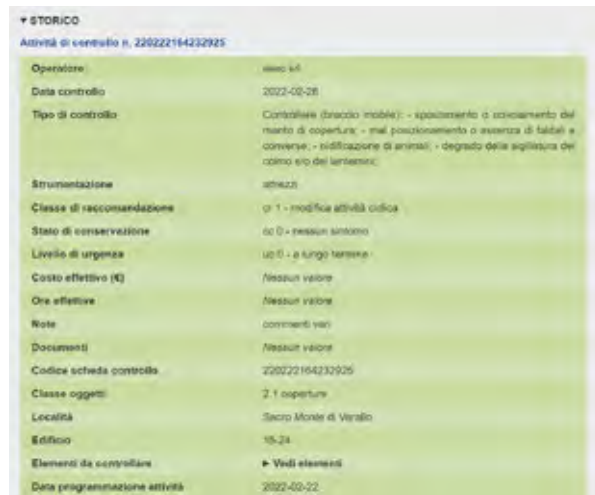 ▾ STORICO
Attività di controllo n. 220222164232925
Operatore
Data controllo 2022-02-28
Tipo di controllo Controllare (braccio mobile): - spostamento o scivolamento del
manto di copertura; - mal posizionamento o assenza di faldali e
converse; - nidificazione di animali; - degrado della sigillatura del
colmo e/o dei lanternini;
Strumentazione attrezzi
Classe di raccomandazione cr 1 - modifica attività ciclica
Stato di conservazione cc 0 - nessun sintomo
Livello di urgenza uc 0 - a lungo termine
Costo effettivo (€) Nessun valore
Ore effettive Nessun valore
Note commenti vari
Documenti Nessun valore
Codice scheda controllo 220222164232925
Classe oggetti 2.1 coperture
Località Sacro Monte di Varallo
Edificio 18-24
Elementi da controllare ▸ Vedi elementi
Data programmazione attività 2022-02-22